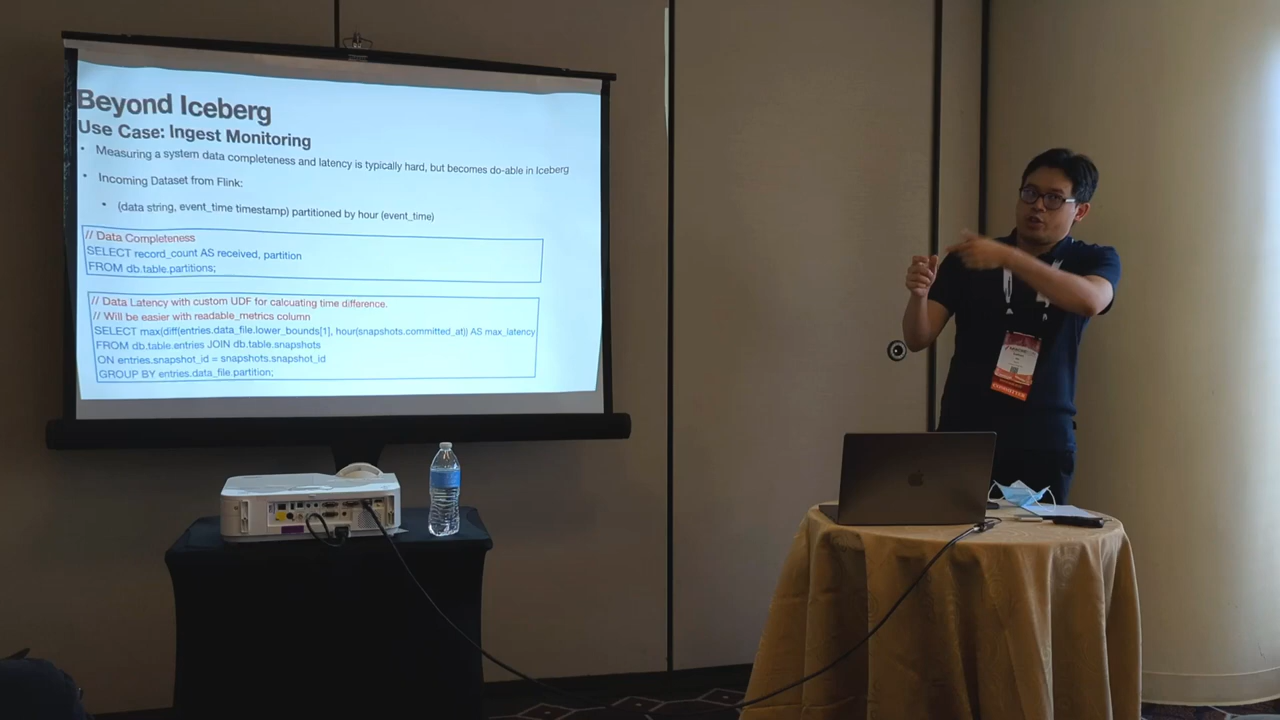 Beyond Iceberg
Use Case: Ingest Monitoring
• Measuring a system data completeness and latency is typically hard, but becomes do-able in Iceberg
• Incoming Dataset from Flink:
• (data string, event_time timestamp) partitioned by hour (event_time)
// Data Completeness
SELECT record_count AS received, partition
FROM db.table.partitions;
// Data Latency with custom UDF for calcuating time difference.
// Will be easier with readable_metrics column
SELECT max(diff(entries.data_file.lower_bounds[1], hour(snapshots.committed_at)) AS max_latency
FROM db.table.entries JOIN db.table.snapshots
ON entries.snapshot_id = snapshots.snapshot_id
GROUP BY entries.data_file.partition;